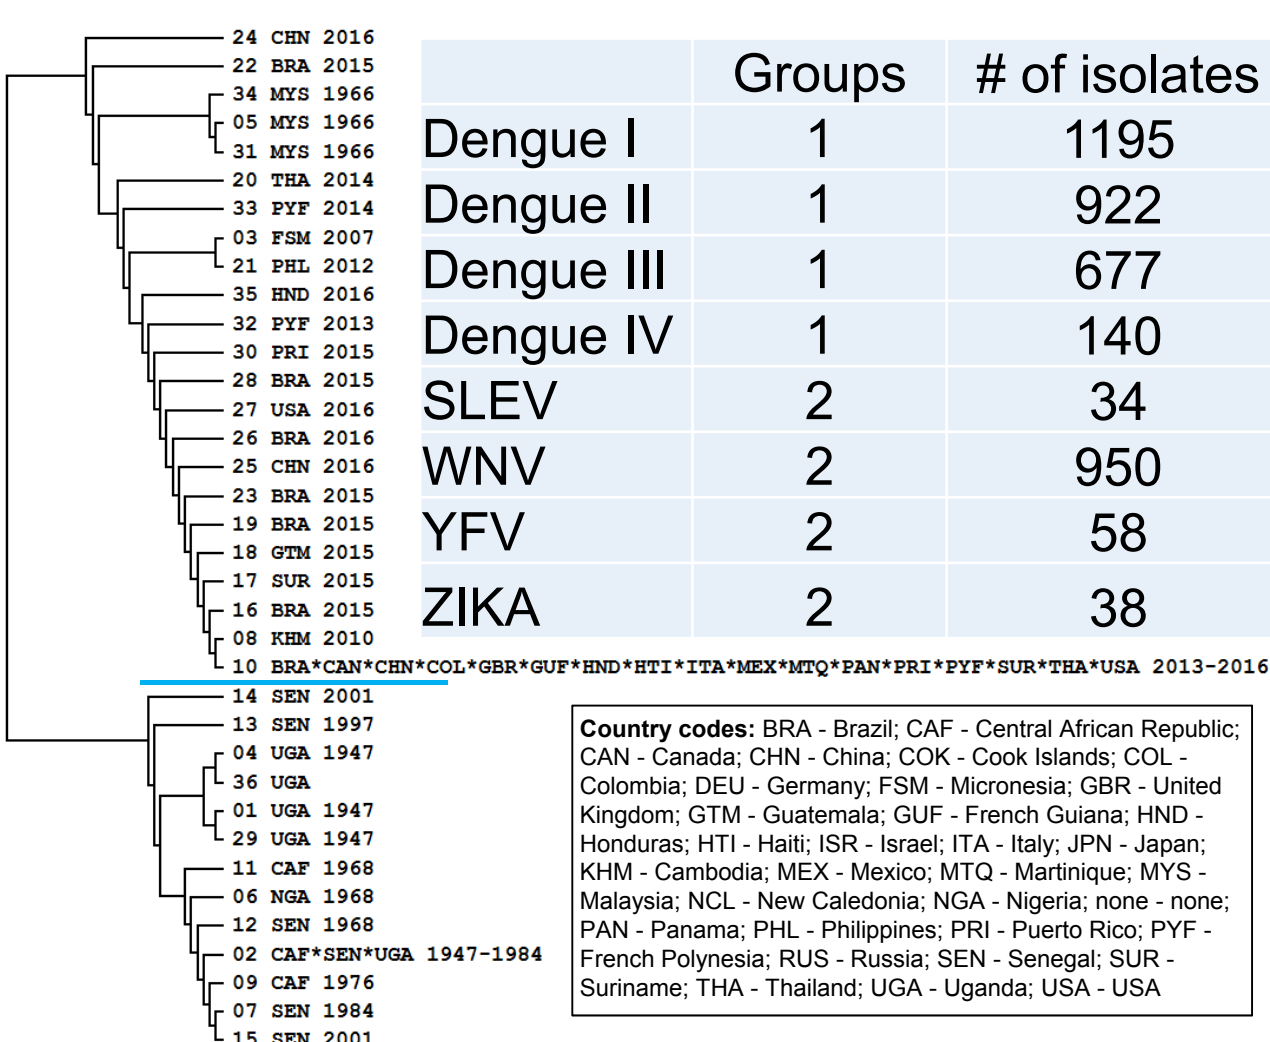 24 CHN 2016
22 BRA 2015
34 MYS 1966
05 MYS 1966
31 MYS 1966
20 THA 2014
33 PYF 2014
03 FSM 2007
21 PHL 2012
35 HND 2016
32 PYF 2013
30 PRI 2015
28 BRA 2015
27 USA 2016
26 BRA 2016
25 CHN 2016
23 BRA 2015
19 BRA 2015
18 GTM 2015
17 SUR 2015
16 BRA 2015
08 KHM 2010
10 BRA*CAN*CHN*COL*GBR*GUF*HND*HTI*ITA*MEX*MTQ*PAN*PRI*PYF*SUR*THA*USA 2013-2016
14 SEN 2001
13 SEN 1997
04 UGA 1947
36 UGA
01 UGA 1947
29 UGA 1947
11 CAF 1968
06 NGA 1968
12 SEN 1968
02 CAF*SEN*UGA 1947-1984
09 CAF 1976
07 SEN 1984
15 SEN 2001
Groups # of isolates
Dengue I 1 1195
Dengue II 1 922
Dengue III 1 677
Dengue IV 1 140
SLEV 2 34
WNV 2 950
YFV 2 58
ZIKA 2 38
Country codes: BRA - Brazil; CAF - Central African Republic;
CAN - Canada; CHN - China; COK - Cook Islands; COL -
Colombia; DEU - Germany; FSM - Micronesia; GBR - United
Kingdom; GTM - Guatemala; GUF - French Guiana; HND -
Honduras; HTI - Haiti; ISR - Israel; ITA - Italy; JPN - Japan;
KHM - Cambodia; MEX - Mexico; MTQ - Martinique; MYS -
Malaysia; NCL - New Caledonia; NGA - Nigeria; none - none;
PAN - Panama; PHL - Philippines; PRI - Puerto Rico; PYF -
French Polynesia; RUS - Russia; SEN - Senegal; SUR -
Suriname; THA - Thailand; UGA - Uganda; USA - USA